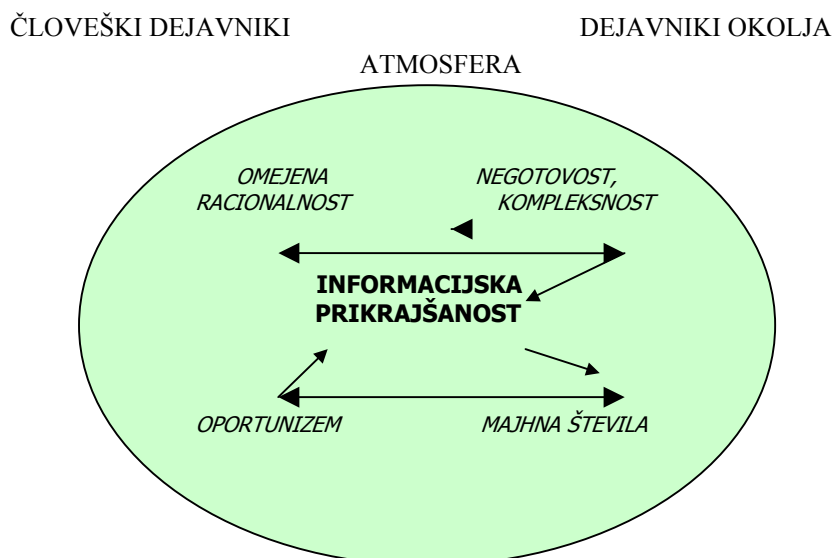 ČLOVEŠKI DEJAVNIKI
DEJAVNIKI OKOLJA
ATMOSFERA
OMEJENA
RACIONALNOST
NEGOTOVOST,
KOMPLEKSNOST
INFORMACIJSKA
PRIKRAJŠANOST
OPORTUNIZEM
MAJHNA ŠTEVILA